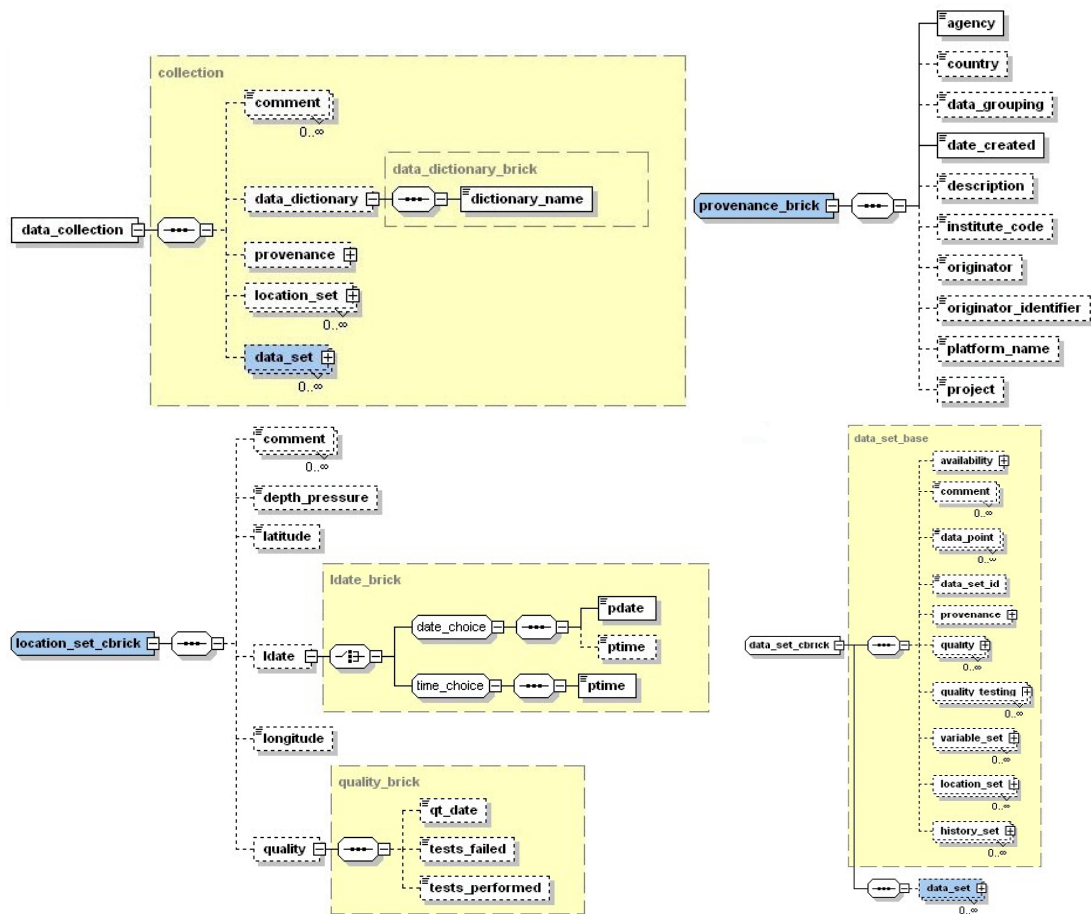 collection
comment
0..∞
data_dictionary_brick
data_dictionary
dictionary_name
data_collection
provenance
location_set
0..∞
data_set
0..∞
agency
country
data_grouping
date_created
description
provenance_brick
institute_code
originator
originator_identifier
platform_name
project
comment
0..∞
depth_pressure
latitude
ldate_brick
pdate
date_choice
ptime
location_set_cbrick
ldate
time_choice
ptime
longitude
quality_brick
qt_date
quality
tests_failed
tests_performed
data_set_base
availability
comment
0..∞
data_point
0..∞
data_set_id
provenance
data_set_cbrick
quality
0..∞
quality_testing
0..∞
variable_set
0..∞
location_set
0..∞
history_set
0..∞
data_set
0..∞